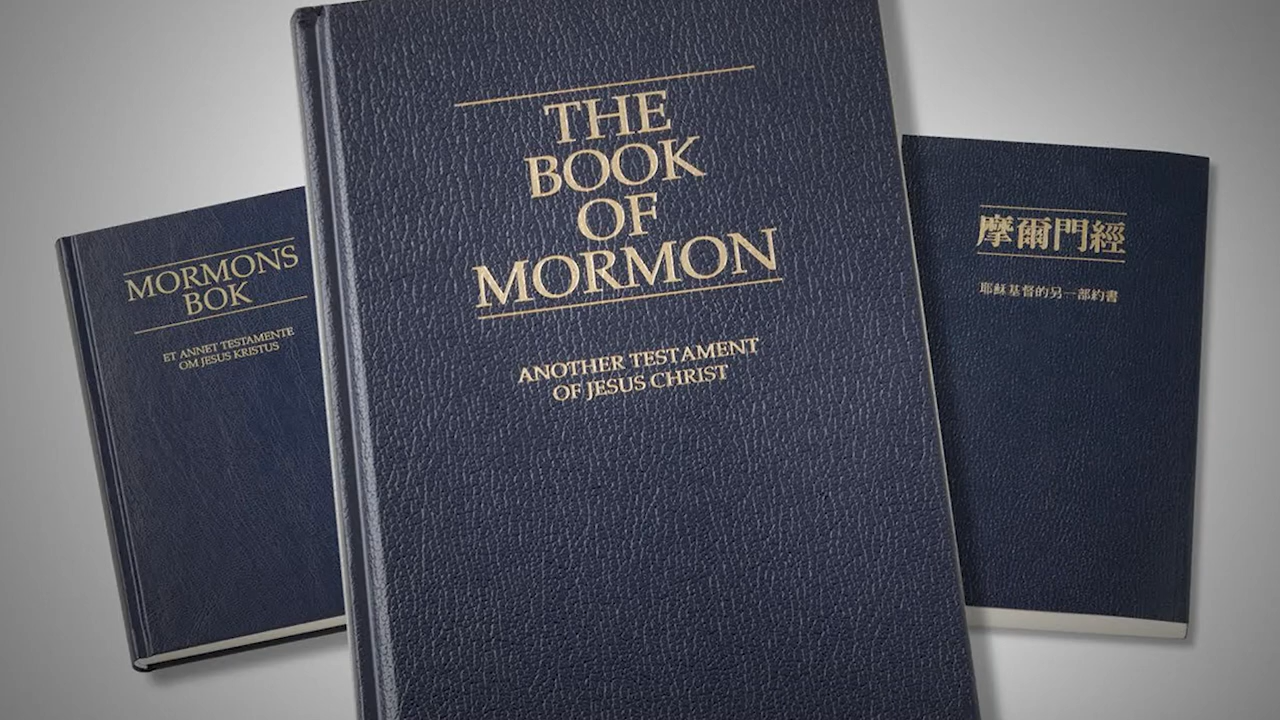 MORMONS
BOK
ET ANNET TESTAMENTE
OM JESUS KRISTUS
THE
BOOK
OF
MORMON
ANOTHER TESTAMENT
OF JESUS CHRIST
摩爾門經
耶穌基督的另一部約書